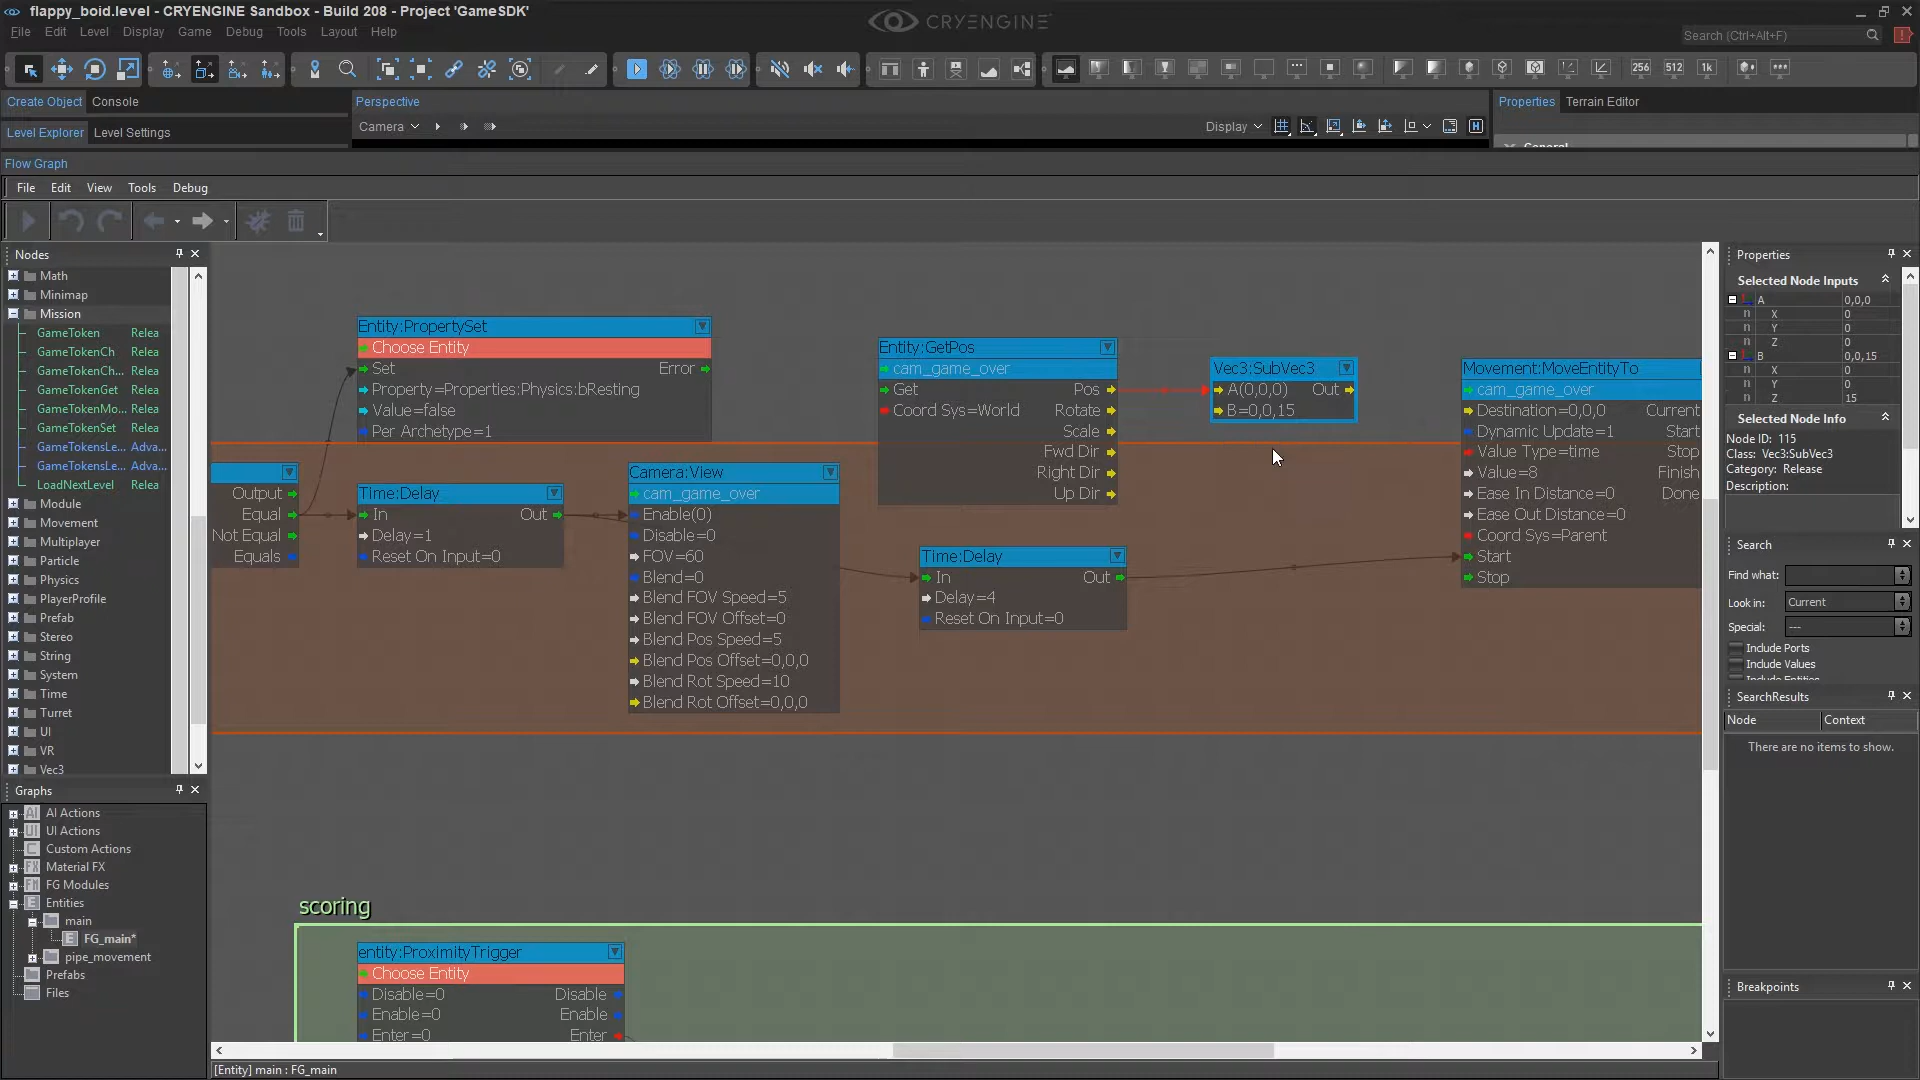 flappy_boid.level - CRYENGINE Sandbox - Build 208 - Project 'GameSDK'
CRYENGINE
File Edit Level Display Game Debug Tools Layout Help
Search (Ctrl+Alt+F)
256 512 1k
Create Object Console
Perspective
Properties Terrain Editor
Level Explorer Level Settings
Camera
Display
General
Flow Graph
File Edit View Tools Debug
Nodes
Math
Minimap
Mission
GameToken Relea
GameTokenCh Relea
GameTokenCh... Relea
GameTokenGet Relea
GameTokenMo... Relea
GameTokenSet Relea
GameTokensLe... Adva...
GameTokensLe... Adva...
LoadNextLevel Relea
Module
Movement
Multiplayer
Particle
Physics
PlayerProfile
Prefab
Stereo
String
System
Time
Turret
UI
VR
Vec3
Graphs
AI Actions
UI Actions
Custom Actions
Material FX
FG Modules
Entities
main
FG_main*
pipe_movement
Prefabs
Files
Entity:PropertySet
Choose Entity
Set Error
Property=Properties:Physics:bResting
Value=false
Per Archetype=1
Output
Equal
Not Equal
Equals
Time:Delay
In Out
Delay=1
Reset On Input=0
Camera:View
cam_game_over
Enable(0)
Disable=0
FOV=60
Blend=0
Blend FOV Speed=5
Blend FOV Offset=0
Blend Pos Speed=5
Blend Pos Offset=0,0,0
Blend Rot Speed=10
Blend Rot Offset=0,0,0
Entity:GetPos
cam_game_over
Get Pos
Coord Sys=World Rotate
Scale
Fwd Dir
Right Dir
Up Dir
Time:Delay
In Out
Delay=4
Reset On Input=0
Vec3:SubVec3
A(0,0,0) Out
B=0,0,15
Movement:MoveEntityTo
cam_game_over
Destination=0,0,0 Current
Dynamic Update=1 Start
Value Type=time Stop
Value=8 Finish
Ease In Distance=0 Done
Ease Out Distance=0
Coord Sys=Parent
Start
Stop
scoring
entity:ProximityTrigger
Choose Entity
Disable=0 Disable
Enable=0 Enable
Enter=0 Enter
[Entity] main : FG_main
Properties
Selected Node Inputs
A 0,0,0
X 0
Y 0
Z 0
B 0,0,15
X 0
Y 0
Z 15
Selected Node Info
Node ID: 115
Class: Vec3:SubVec3
Category: Release
Description:
Search
Find what:
Look in: Current
Special: ---
Include Ports
Include Values
Include Entities
SearchResults
Node Context
There are no items to show.
Breakpoints